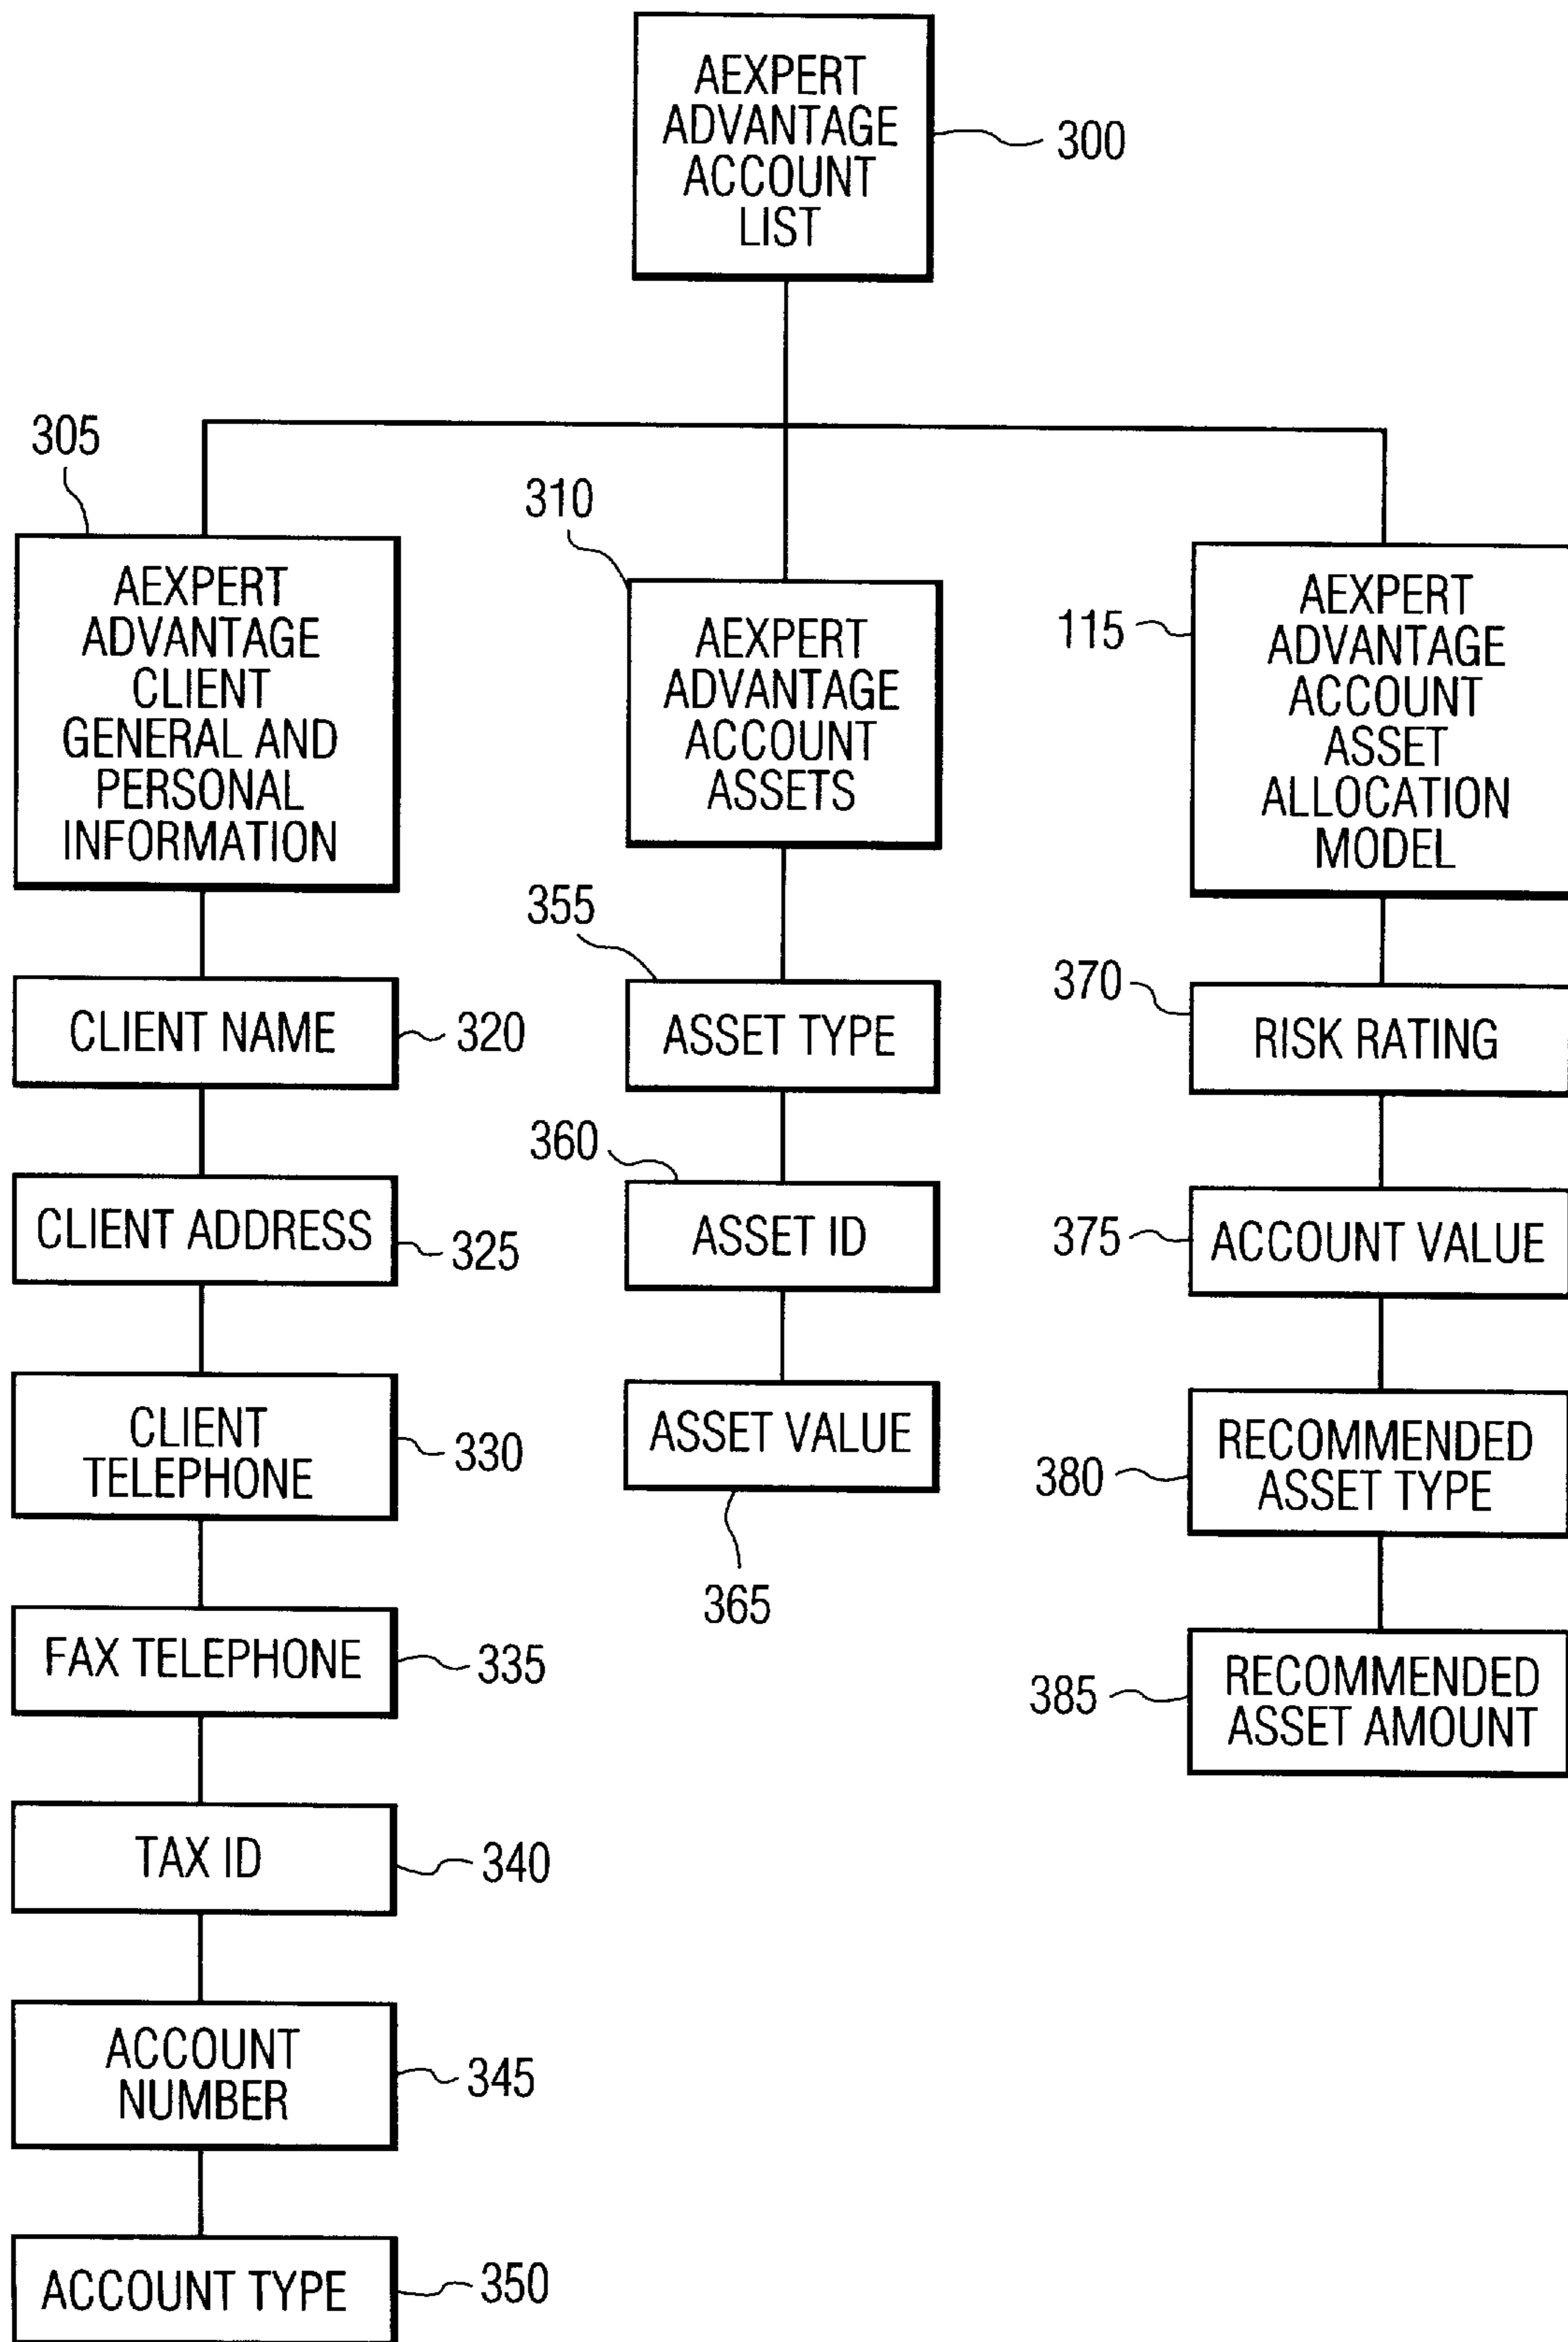 AEXPERT
ADVANTAGE
ACCOUNT
LIST
300
305
AEXPERT
ADVANTAGE
CLIENT
GENERAL AND
PERSONAL
INFORMATION
CLIENT NAME
320
CLIENT ADDRESS
325
CLIENT
TELEPHONE
330
FAX TELEPHONE
335
TAX ID
340
ACCOUNT
NUMBER
345
ACCOUNT TYPE
350
310
AEXPERT
ADVANTAGE
ACCOUNT
ASSETS
355
ASSET TYPE
360
ASSET ID
ASSET VALUE
365
115
AEXPERT
ADVANTAGE
ACCOUNT
ASSET
ALLOCATION
MODEL
370
RISK RATING
375
ACCOUNT VALUE
380
RECOMMENDED
ASSET TYPE
385
RECOMMENDED
ASSET AMOUNT